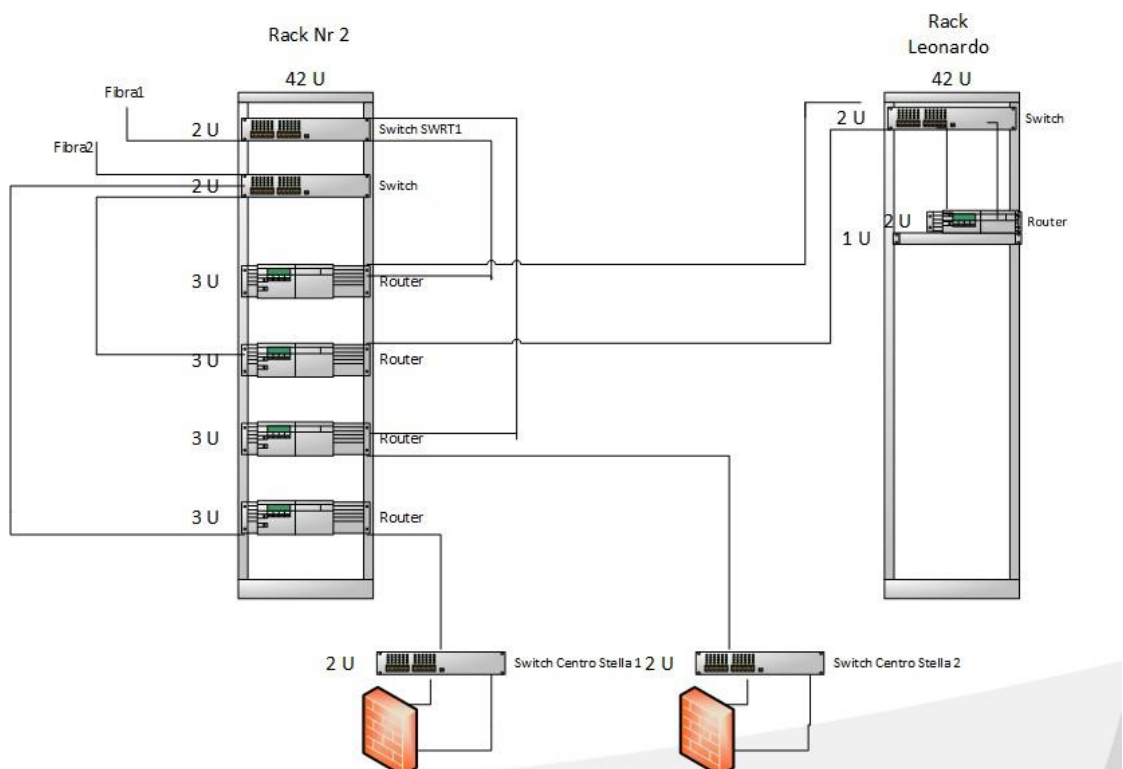 Rack Nr 2
42 U
Fibra1
2 U
Switch SWRT1
Fibra2
2 U
Switch
3 U
Router
3 U
Router
3 U
Router
3 U
Router
Rack
Leonardo
42 U
2 U
Switch
2 U
Router
1 U
2 U
Switch Centro Stella 1
2 U
Switch Centro Stella 2